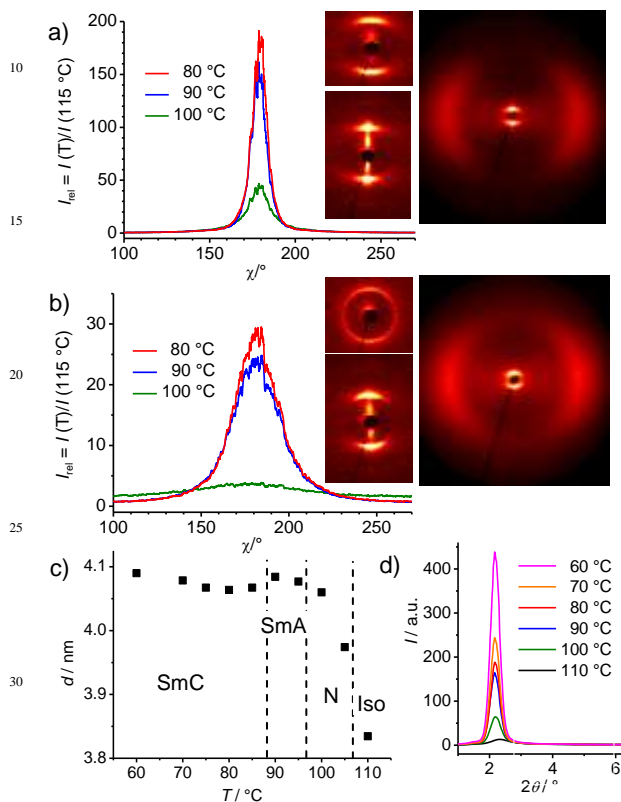 10
15
20
25
30
a)
200
150
100
50
0
I_rel = I (T)/I (115 °C)
80 °C
90 °C
100 °C
100 150 200 250
χ/°
b)
30
20
10
0
I_rel = I (T)/I (115 °C)
80 °C
90 °C
100 °C
100 150 200 250
χ/°
c)
4.1
4.0
3.9
3.8
d / nm
SmC
SmA
N
Iso
60 70 80 90 100 110
T / °C
d)
400
300
200
100
0
I / a.u.
60 °C
70 °C
80 °C
90 °C
100 °C
110 °C
2 4 6
2θ / °